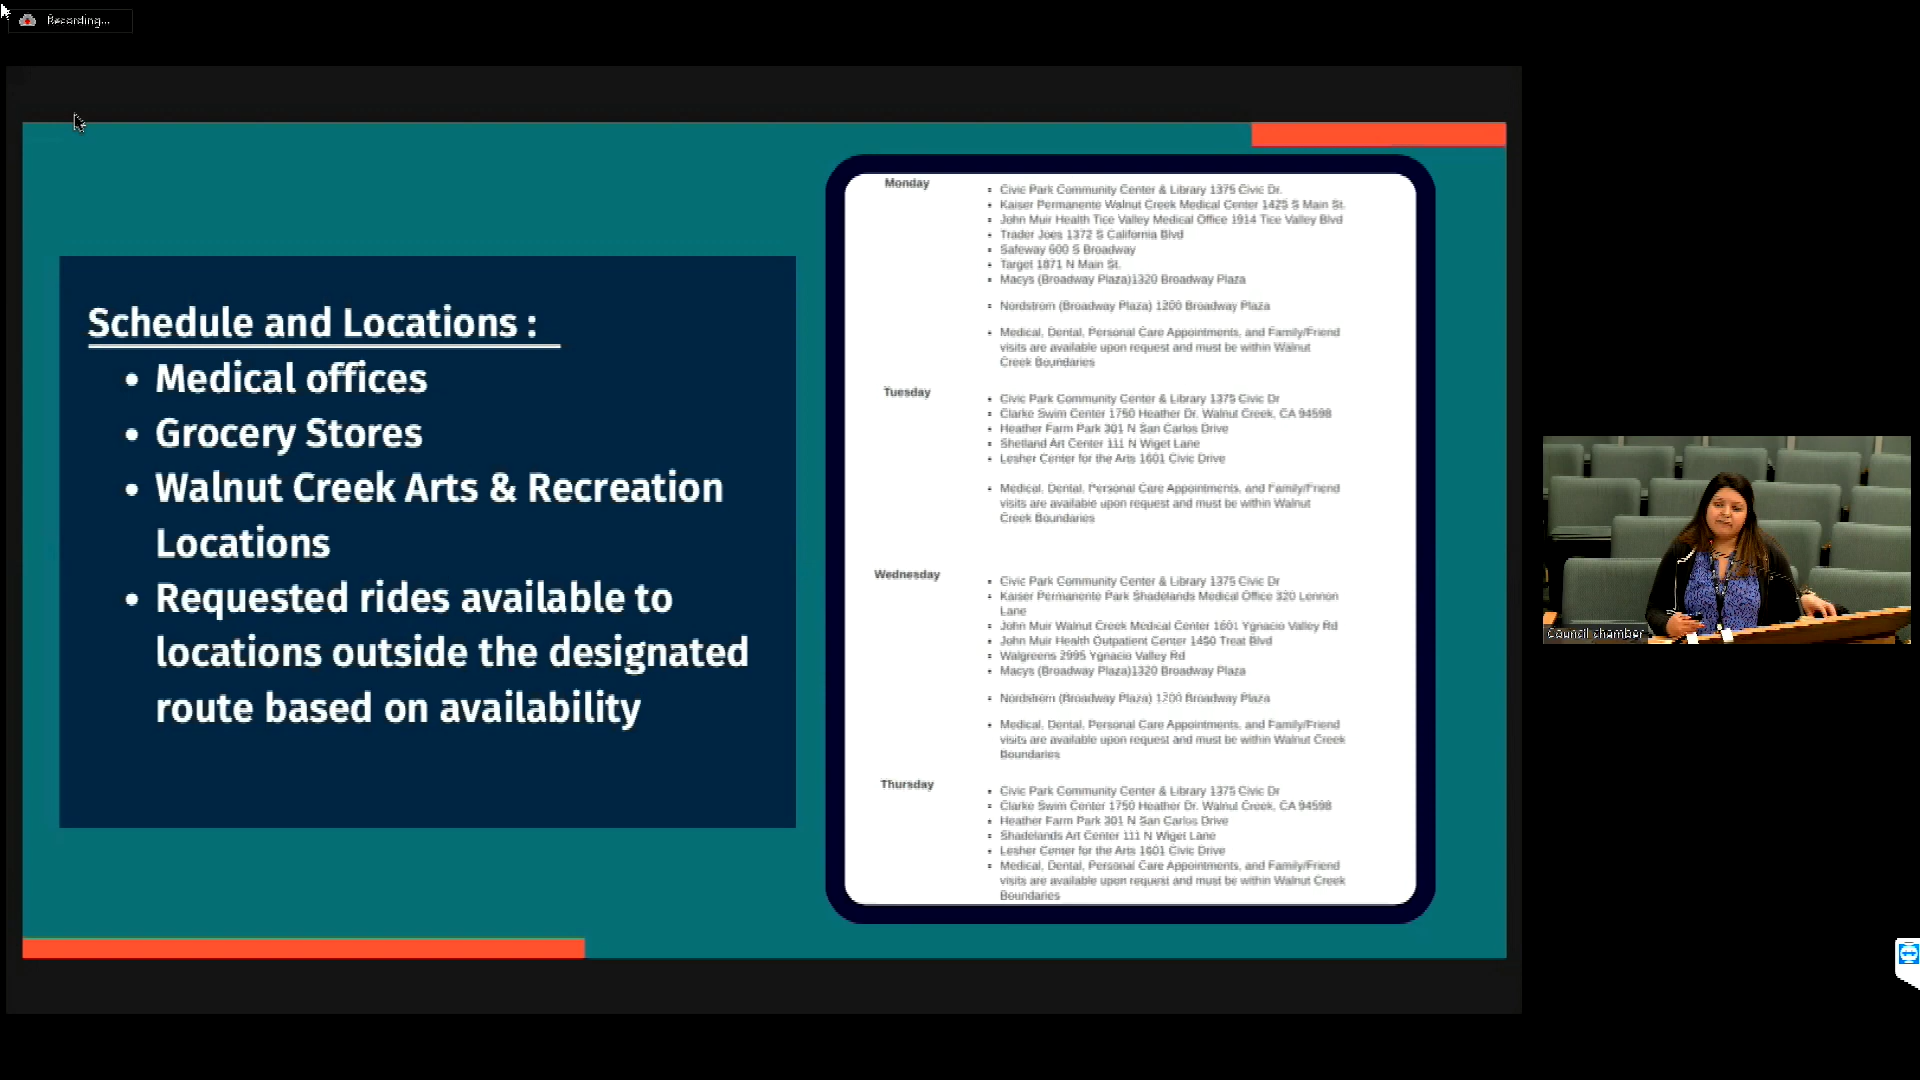 Recording...
Schedule and Locations :
• Medical offices
• Grocery Stores
• Walnut Creek Arts & Recreation
Locations
• Requested rides available to
locations outside the designated
route based on availability
Monday
• Civic Park Community Center & Library 1375 Civic Dr.
• Kaiser Permanente Walnut Creek Medical Center 1425 S Main St.
• John Muir Health Tice Valley Medical Office 1914 Tice Valley Blvd
• Trader Joes 1372 S California Blvd
• Safeway 600 S Broadway
• Target 1871 N Main St.
• Macys (Broadway Plaza)1320 Broadway Plaza
• Nordstrom (Broadway Plaza) 1200 Broadway Plaza
• Medical, Dental, Personal Care Appointments, and Family/Friend
visits are available upon request and must be within Walnut
Creek Boundaries
Tuesday
• Civic Park Community Center & Library 1375 Civic Dr
• Clarke Swim Center 1750 Heather Dr. Walnut Creek, CA 94598
• Heather Farm Park 301 N San Carlos Drive
• Shetland Art Center 111 N Wiget Lane
• Lesher Center for the Arts 1601 Civic Drive
• Medical, Dental, Personal Care Appointments, and Family/Friend
visits are available upon request and must be within Walnut
Creek Boundaries
Wednesday
• Civic Park Community Center & Library 1375 Civic Dr
• Kaiser Permanente Park Shadelands Medical Office 320 Lennon
Lane
• John Muir Walnut Creek Medical Center 1601 Ygnacio Valley Rd
• John Muir Health Outpatient Center 1450 Treat Blvd
• Walgreens 2995 Ygnacio Valley Rd
• Macys (Broadway Plaza)1320 Broadway Plaza
• Nordstrom (Broadway Plaza) 1200 Broadway Plaza
• Medical, Dental, Personal Care Appointments, and Family/Friend
visits are available upon request and must be within Walnut Creek
Boundaries
Thursday
• Civic Park Community Center & Library 1375 Civic Dr
• Clarke Swim Center 1750 Heather Dr. Walnut Creek, CA 94598
• Heather Farm Park 301 N San Carlos Drive
• Shadelands Art Center 111 N Wiget Lane
• Lesher Center for the Arts 1601 Civic Drive
• Medical, Dental, Personal Care Appointments, and Family/Friend
visits are available upon request and must be within Walnut Creek
Boundaries
Council chamber